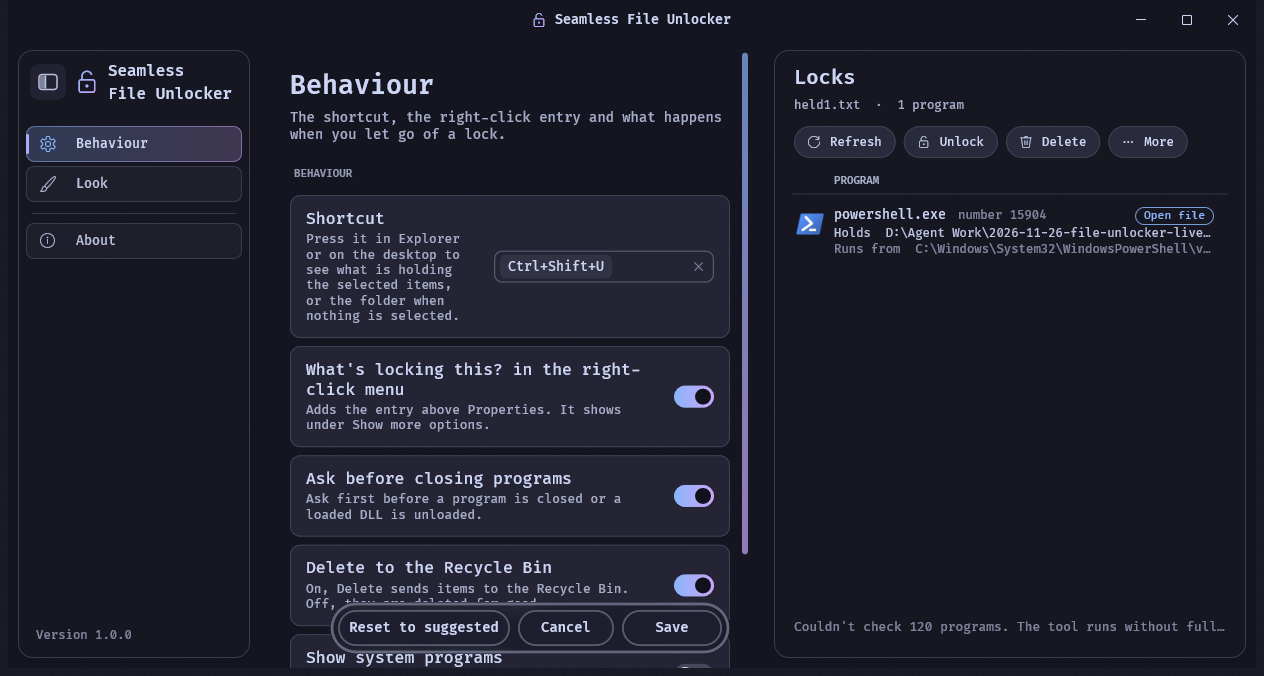 Seamless File Unlocker
Seamless
File Unlocker
Behaviour
Look
About
Version 1.0.0
Behaviour
The shortcut, the right-click entry and what happens
when you let go of a lock.
BEHAVIOUR
Shortcut
Press it in Explorer
or on the desktop to
see what is holding
the selected items,
or the folder when
nothing is selected.
Ctrl+Shift+U
What's locking this? in the right-
click menu
Adds the entry above Properties. It shows
under Show more options.
Ask before closing programs
Ask first before a program is closed or a
loaded DLL is unloaded.
Delete to the Recycle Bin
On, Delete sends items to the Recycle Bin.
Off, they are deleted for good.
Reset to suggested
Cancel
Save
Show system programs
Locks
held1.txt · 1 program
Refresh
Unlock
Delete
··· More
PROGRAM
powershell.exe number 15904
Open file
Holds D:\Agent Work\2026-11-26-file-unlocker-live…
Runs from C:\Windows\System32\WindowsPowerShell\v…
Couldn't check 120 programs. The tool runs without full…